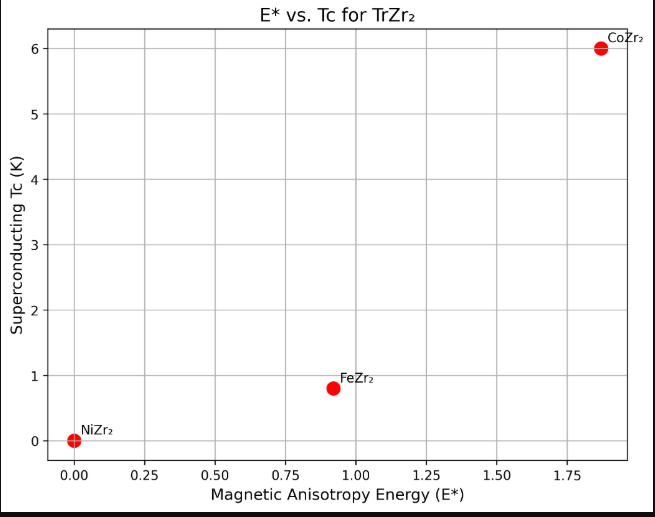 E* vs. Tc for TrZr₂
CoZr₂
6
5
4
3
2
1
0
Superconducting Tc (K)
FeZr₂
NiZr₂
0.00 0.25 0.50 0.75 1.00 1.25 1.50 1.75
Magnetic Anisotropy Energy (E*)